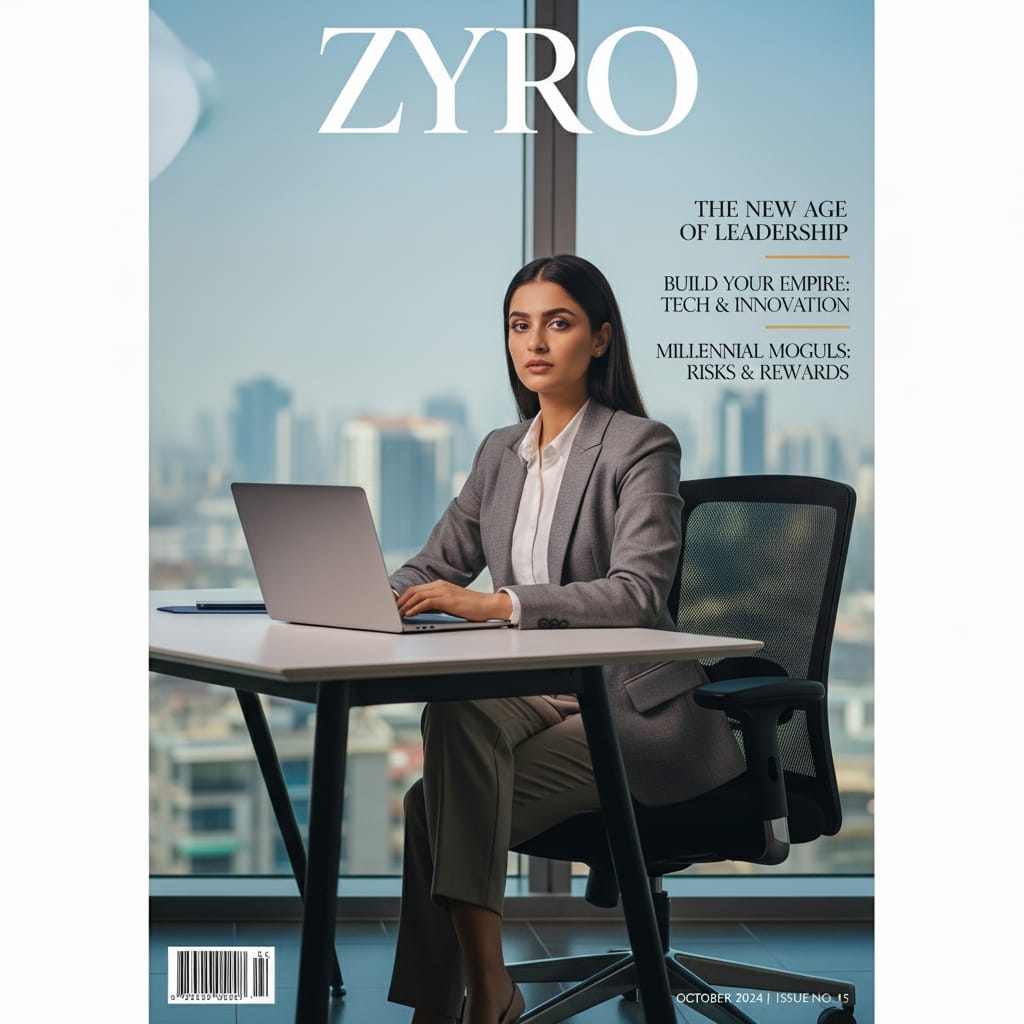 ZYRO
THE NEW AGE
OF LEADERSHIP
BUILD YOUR EMPIRE:
TECH & INNOVATION
MILLENNIAL MOGULS:
RISKS & REWARDS
OCTOBER 2024 | ISSUE NO. 15